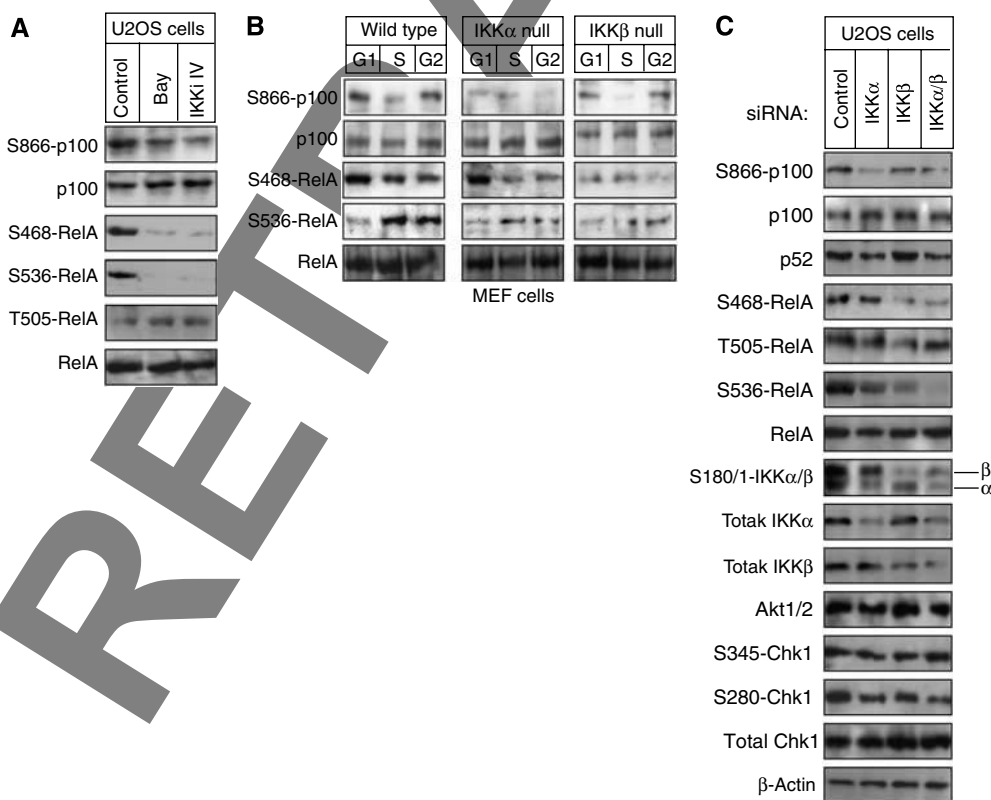 A
U2OS cells
Control
Bay
IKKi IV
S866-p100
p100
S468-RelA
S536-RelA
T505-RelA
RelA
B
Wild type
IKKα null
IKKβ null
G1 S G2
G1 S G2
G1 S G2
S866-p100
p100
S468-RelA
S536-RelA
RelA
MEF cells
C
U2OS cells
siRNA:
Control
IKKα
IKKβ
IKKα/β
S866-p100
p100
p52
S468-RelA
T505-RelA
S536-RelA
RelA
S180/1-IKKα/β
β
α
Totak IKKα
Totak IKKβ
Akt1/2
S345-Chk1
S280-Chk1
Total Chk1
β-Actin